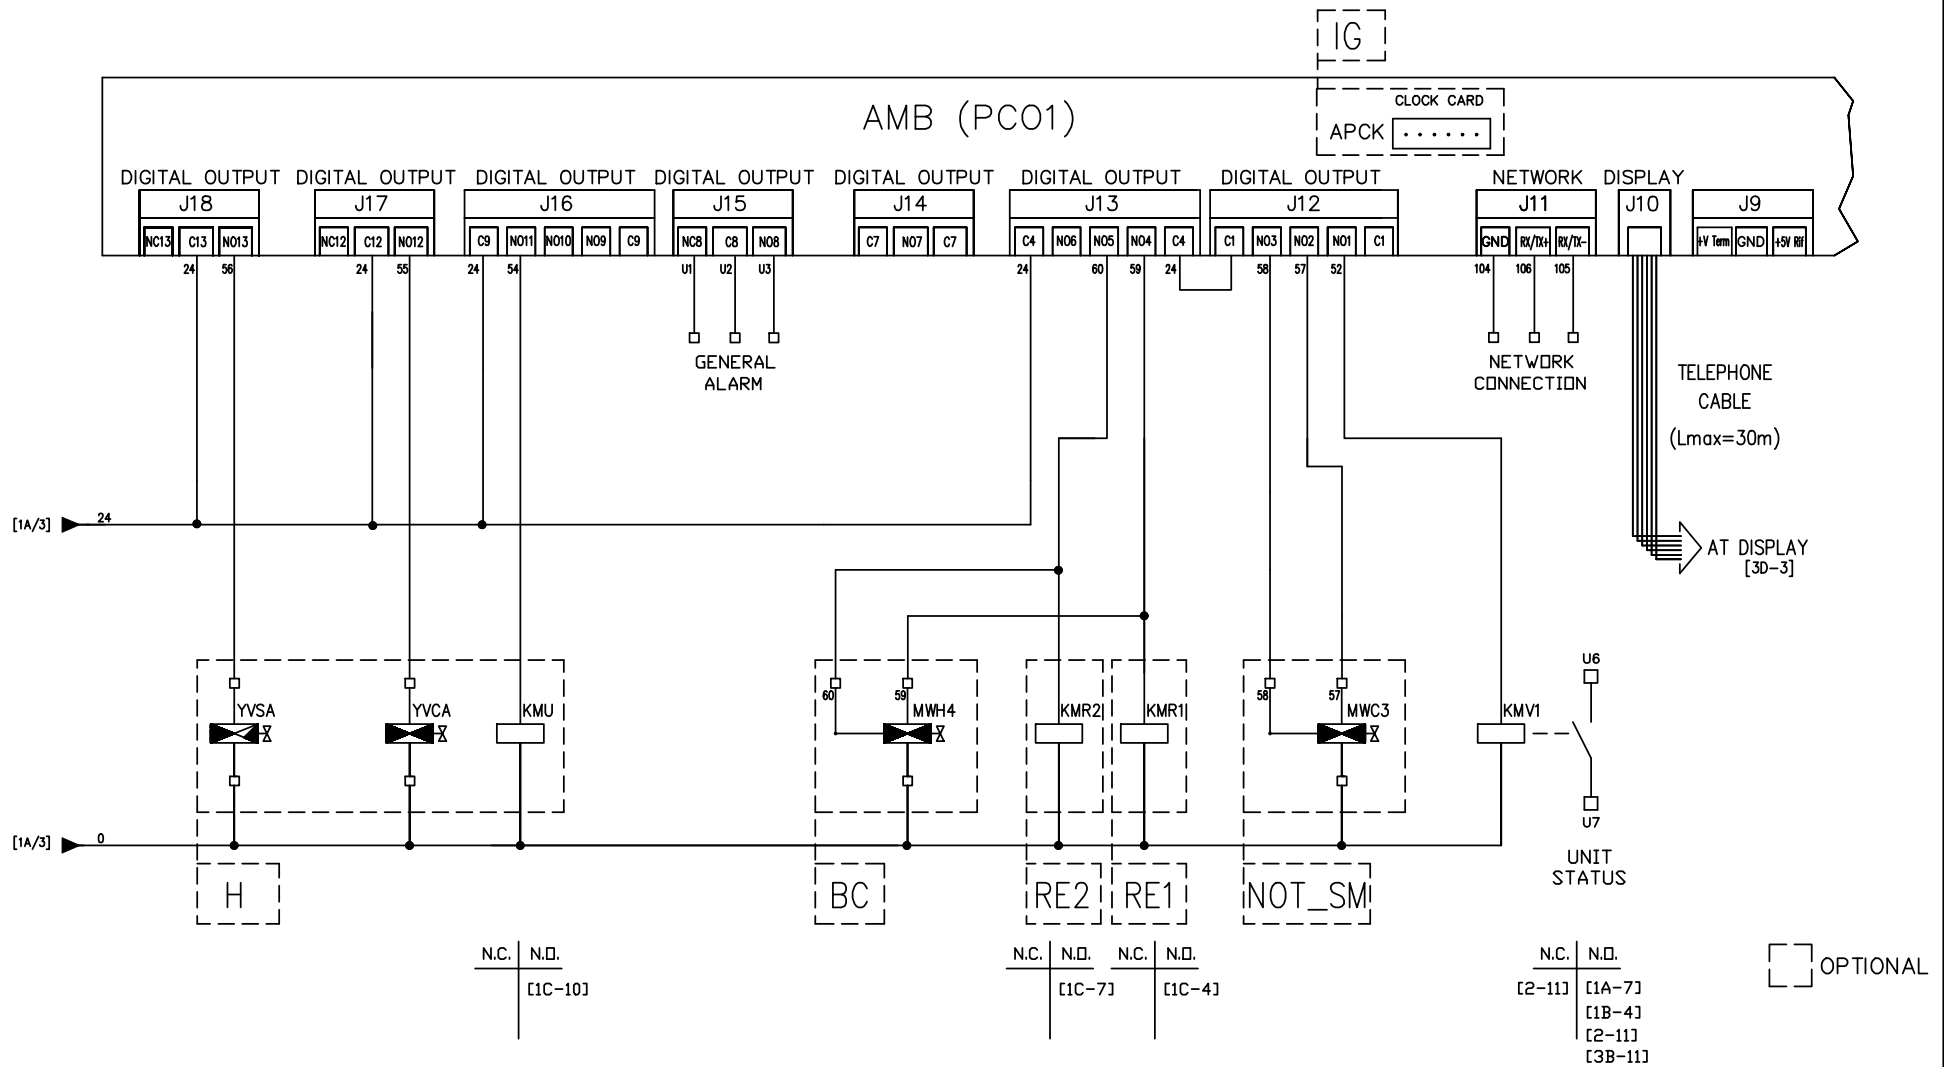 IG
CLOCK CARD
APCK
AMB (PCO1)
DIGITAL OUTPUT DIGITAL OUTPUT DIGITAL OUTPUT DIGITAL OUTPUT DIGITAL OUTPUT DIGITAL OUTPUT DIGITAL OUTPUT NETWORK DISPLAY
J18 J17 J16 J15 J14 J13 J12 J11 J10 J9
NC13 C13 NO13 NC12 C12 NO12 C9 NO11 NO10 NO9 C9 NC8 C8 NO8 C7 NO7 C7 C4 NO6 NO5 NO4 C4 C1 NO3 NO2 NO1 C1 GND RX/TX+ RX/TX- +V Term GND +5V Rif
24 56 24 55 24 54 U1 U2 U3 24 60 59 24 58 57 52 104 106 105
GENERAL
ALARM
NETWORK
CONNECTION
TELEPHONE
CABLE
(Lmax=30m)
[1A/3] 24
AT DISPLAY
[3D-3]
U6
60 59 58 57
YVSA YVCA KMU MWH4 KMR2 KMR1 MWC3 KMV1
U7
[1A/3] 0
UNIT
STATUS
H BC RE2 RE1 NOT_SM
N.C. N.O. N.C. N.O. N.C. N.O. N.C. N.O.
[1C-10] [1C-7] [1C-4] [2-11] [1A-7]
[1B-4]
[2-11]
[3B-11]
OPTIONAL